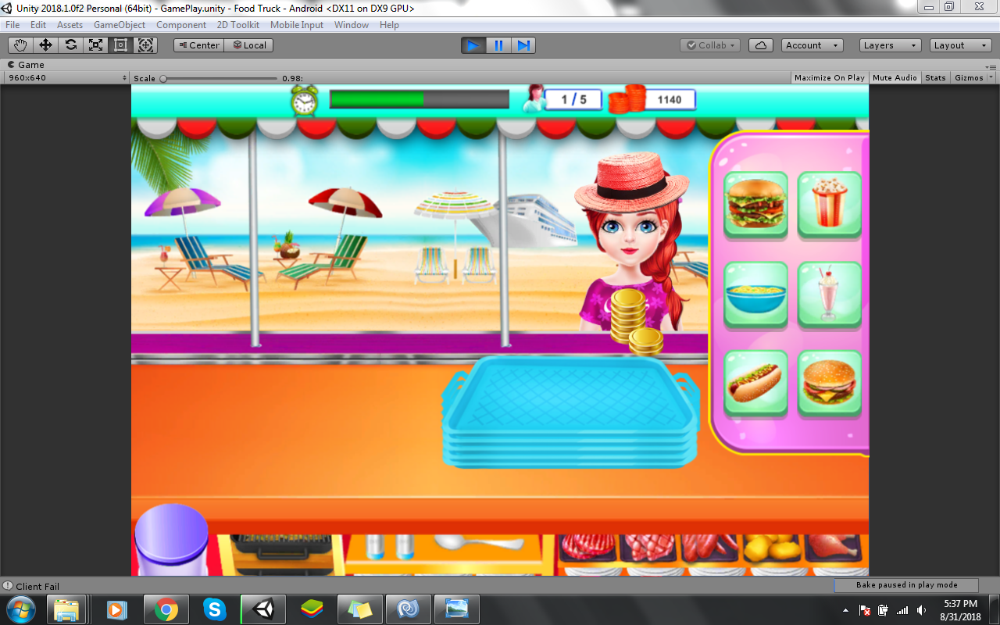 Unity 2018.1.0f2 Personal (64bit) - GamePlay.unity - Food Truck - Android <DX11 on DX9 GPU>
File Edit Assets GameObject Component 2D Toolkit Mobile Input Window Help
Center Local Collab Account Layers Layout
Game
960x640 Scale 0.98: Maximize On Play Mute Audio Stats Gizmos
1 / 5 1140
Client Fail Bake paused in play mode
5:37 PM
8/31/2018